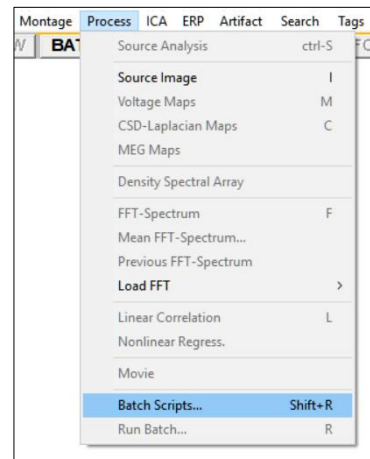 Montage Process ICA ERP Artifact Search Tags
BAT
Source Analysis ctrl-S
Source Image I
Voltage Maps M
CSD-Laplacian Maps C
MEG Maps
Density Spectral Array
FFT-Spectrum F
Mean FFT-Spectrum...
Previous FFT-Spectrum
Load FFT >
Linear Correlation L
Nonlinear Regress.
Movie
Batch Scripts... Shift+R
Run Batch... R